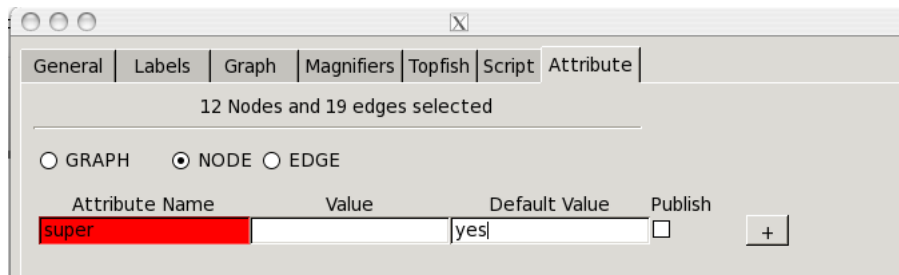 General Labels Graph Magnifiers Topfish Script Attribute
12 Nodes and 19 edges selected
GRAPH NODE EDGE
Attribute Name Value Default Value Publish
super yes +